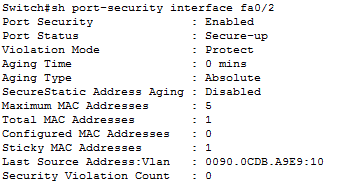 Switch#sh port-security interface fa0/2
Port Security              : Enabled
Port Status                : Secure-up
Violation Mode             : Protect
Aging Time                 : 0 mins
Aging Type                 : Absolute
SecureStatic Address Aging : Disabled
Maximum MAC Addresses      : 5
Total MAC Addresses        : 1
Configured MAC Addresses   : 0
Sticky MAC Addresses       : 1
Last Source Address:Vlan   : 0090.0CDB.A9E9:10
Security Violation Count   : 0